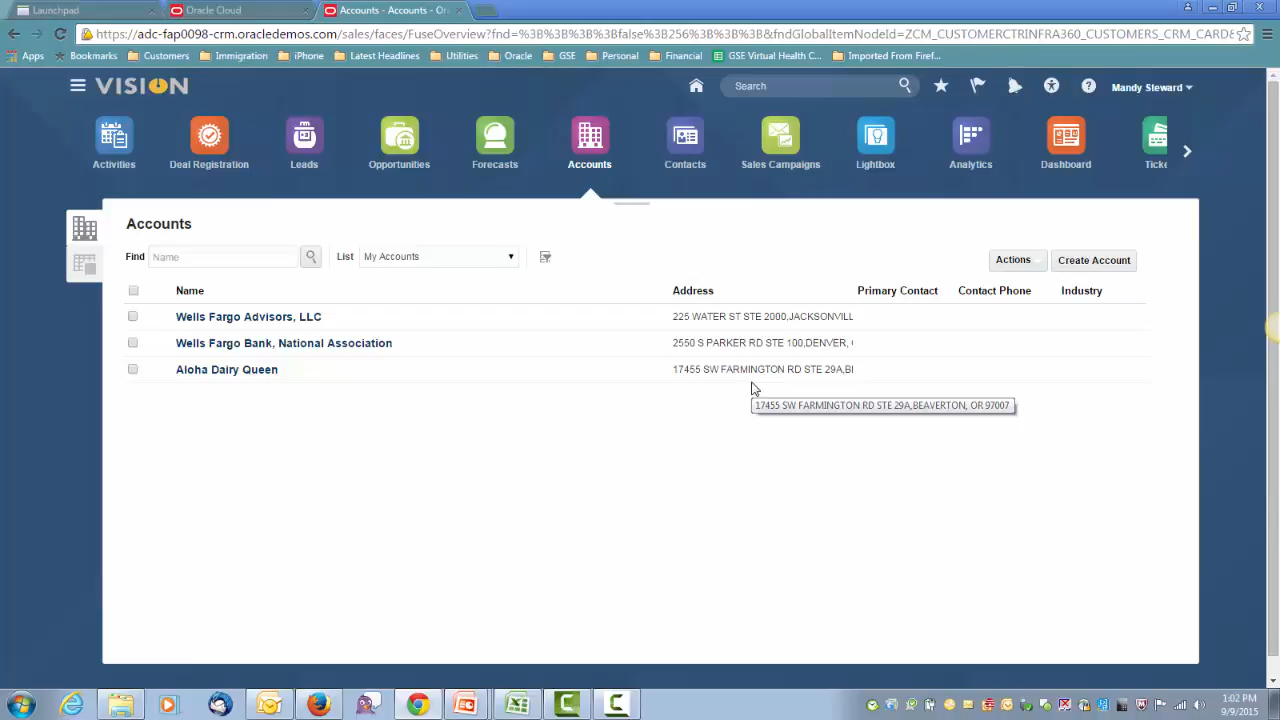 Launchpad
Oracle Cloud
Accounts - Accounts - Or
https://adc-fap0098-crm.oracledemos.com/sales/faces/FuseOverview?fnd=%3B%3B%3B%3Bfalse%3B256%3B%3B%3B&fndGlobalItemNodeId=ZCM_CUSTOMERCTRINFRA360_CUSTOMERS_CRM_CARD&
Apps Bookmarks Customers Immigration iPhone Latest Headlines Utilities Oracle GSE Personal Financial GSE Virtual Health C... Imported From Firef...
VISION
Search
Mandy Steward
Activities Deal Registration Leads Opportunities Forecasts Accounts Contacts Sales Campaigns Lightbox Analytics Dashboard Ticke
Accounts
Find Name List My Accounts Actions Create Account
Name Address Primary Contact Contact Phone Industry
Wells Fargo Advisors, LLC 225 WATER ST STE 2000,JACKSONVILL
Wells Fargo Bank, National Association 2550 S PARKER RD STE 100,DENVER,
Aloha Dairy Queen 17455 SW FARMINGTON RD STE 29A,BI
17455 SW FARMINGTON RD STE 29A,BEAVERTON, OR 97007
1:02 PM
9/9/2015